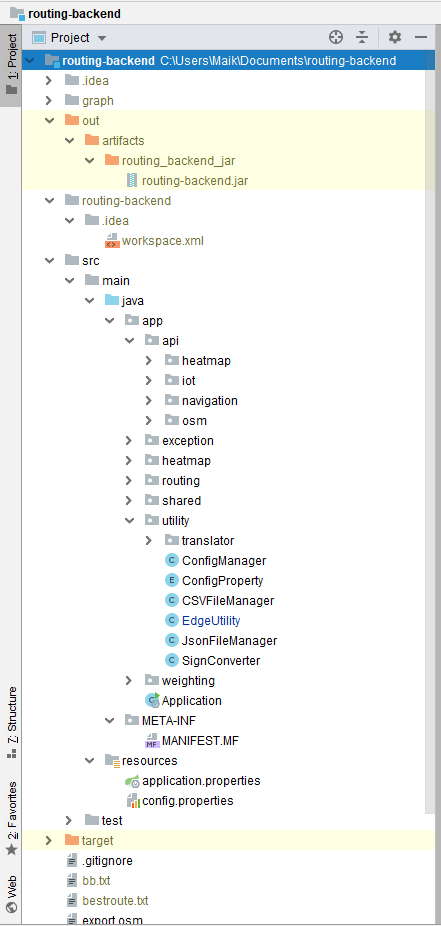 routing-backend
1: Project
Project
routing-backend C:\Users\Maik\Documents\routing-backend
.idea
graph
out
artifacts
routing_backend_jar
routing-backend.jar
routing-backend
.idea
workspace.xml
src
main
java
app
api
heatmap
iot
navigation
osm
exception
heatmap
routing
shared
utility
translator
C ConfigManager
E ConfigProperty
C CSVFileManager
C EdgeUtility
C JsonFileManager
C SignConverter
weighting
C Application
META-INF
MF MANIFEST.MF
resources
application.properties
config.properties
test
target
.gitignore
bb.txt
bestroute.txt
export.osm
7: Structure
2: Favorites
Web